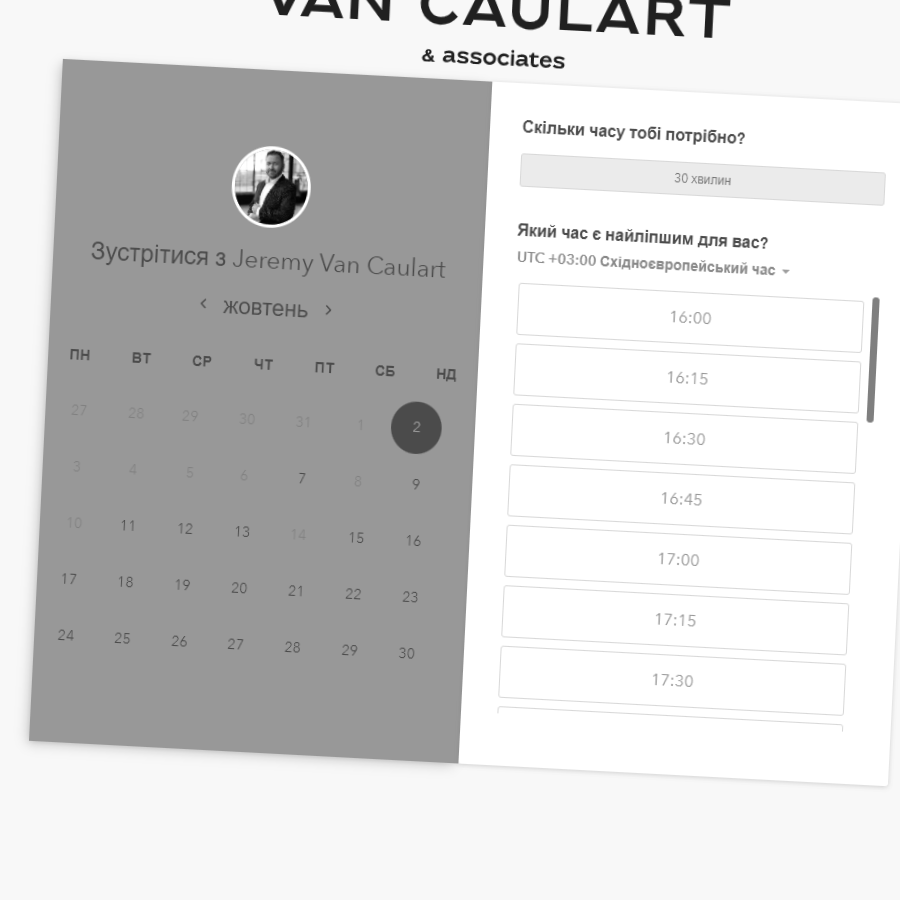 VAN CAULART
& associates
Зустрітися з Jeremy Van Caulart
жовтень
ПН ВТ СР ЧТ ПТ СБ НД
27 28 29 30 31 1 2
3 4 5 6 7 8 9
10 11 12 13 14 15 16
17 18 19 20 21 22 23
24 25 26 27 28 29 30
Скільки часу тобі потрібно?
30 хвилин
Який час є найліпшим для вас?
UTC +03:00 Східноєвропейський час
16:00
16:15
16:30
16:45
17:00
17:15
17:30